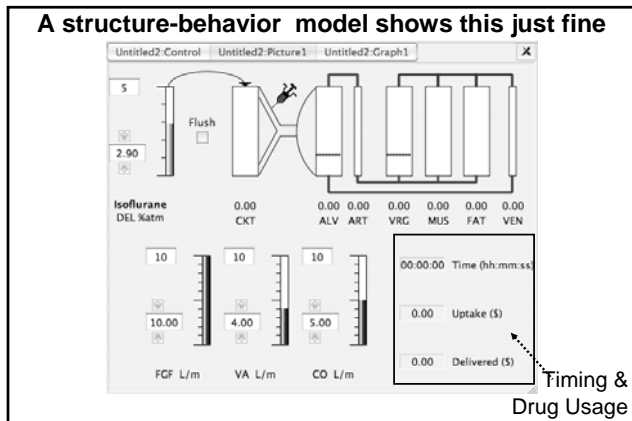 A structure-behavior model shows this just fine
Untitled2:Control Untitled2:Picture1 Untitled2:Graph1 X
5
Flush
2.90
Isoflurane
DEL %atm
0.00 0.00 0.00 0.00 0.00 0.00 0.00
CKT ALV ART VRG MUS FAT VEN
10 10 10
00:00:00 Time (hh:mm:ss)
10.00 4.00 5.00
0.00 Uptake ($)
0.00 Delivered ($)
FGF L/m VA L/m CO L/m
Timing &
Drug Usage